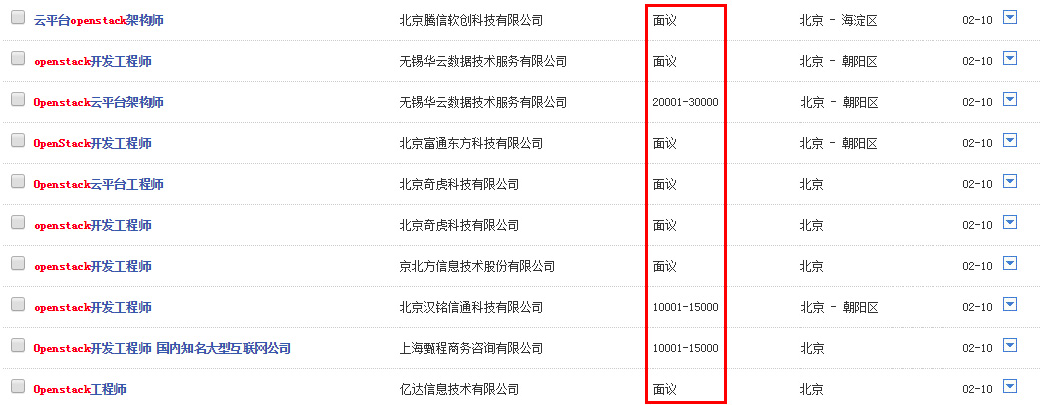 云平台openstack架构师 北京腾信软创科技有限公司 面议 北京 - 海淀区 02-10
openstack开发工程师 无锡华云数据技术服务有限公司 面议 北京 - 朝阳区 02-10
Openstack云平台架构师 无锡华云数据技术服务有限公司 20001-30000 北京 - 朝阳区 02-10
OpenStack开发工程师 北京富通东方科技有限公司 面议 北京 - 朝阳区 02-10
Openstack云平台工程师 北京奇虎科技有限公司 面议 北京 02-10
openstack开发工程师 北京奇虎科技有限公司 面议 北京 02-10
openstack开发工程师 京北方信息技术股份有限公司 面议 北京 02-10
openstack开发工程师 北京汉铭信通科技有限公司 10001-15000 北京 - 朝阳区 02-10
Openstack开发工程师 国内知名大型互联网公司 上海甄程商务咨询有限公司 10001-15000 北京 02-10
Openstack工程师 亿达信息技术有限公司 面议 北京 02-10